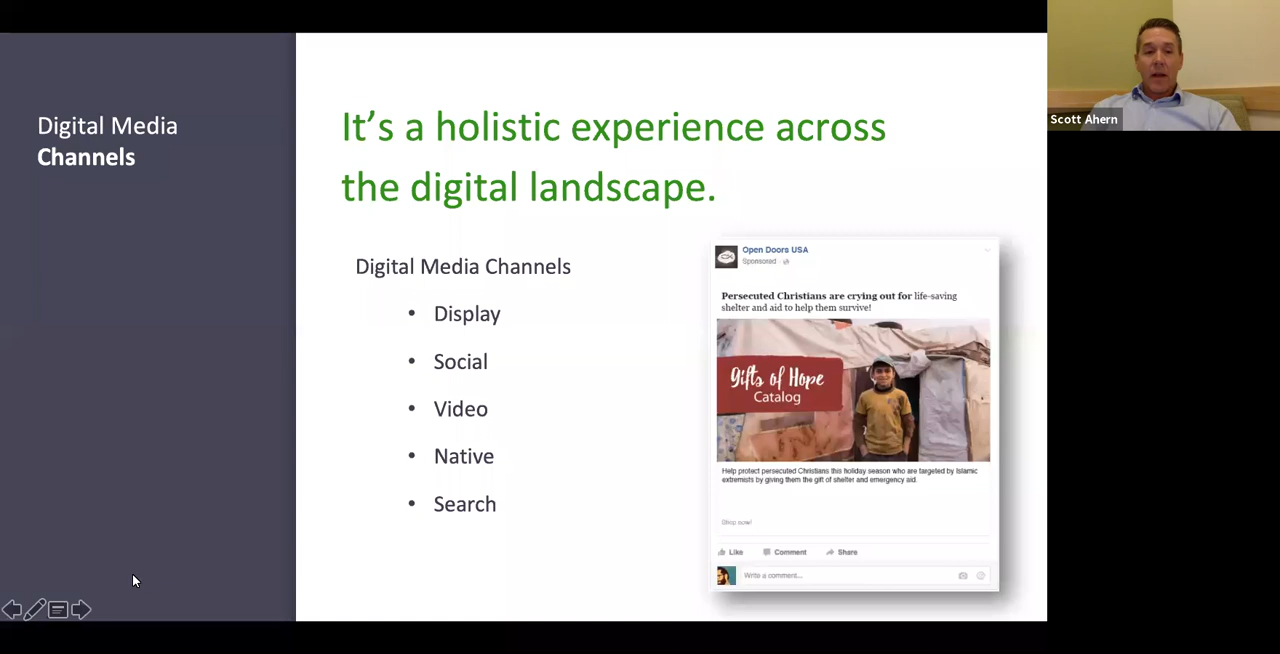 Digital Media
Channels
It's a holistic experience across
the digital landscape.
Digital Media Channels
• Display
• Social
• Video
• Native
• Search
Open Doors USA
Sponsored ·
Persecuted Christians are crying out for life-saving
shelter and aid to help them survive!
Gifts of Hope
Catalog
Help protect persecuted Christians this holiday season who are targeted by Islamic
extremists by giving them the gift of shelter and emergency aid.
Shop now!
Like Comment Share
Write a comment...
Scott Ahern